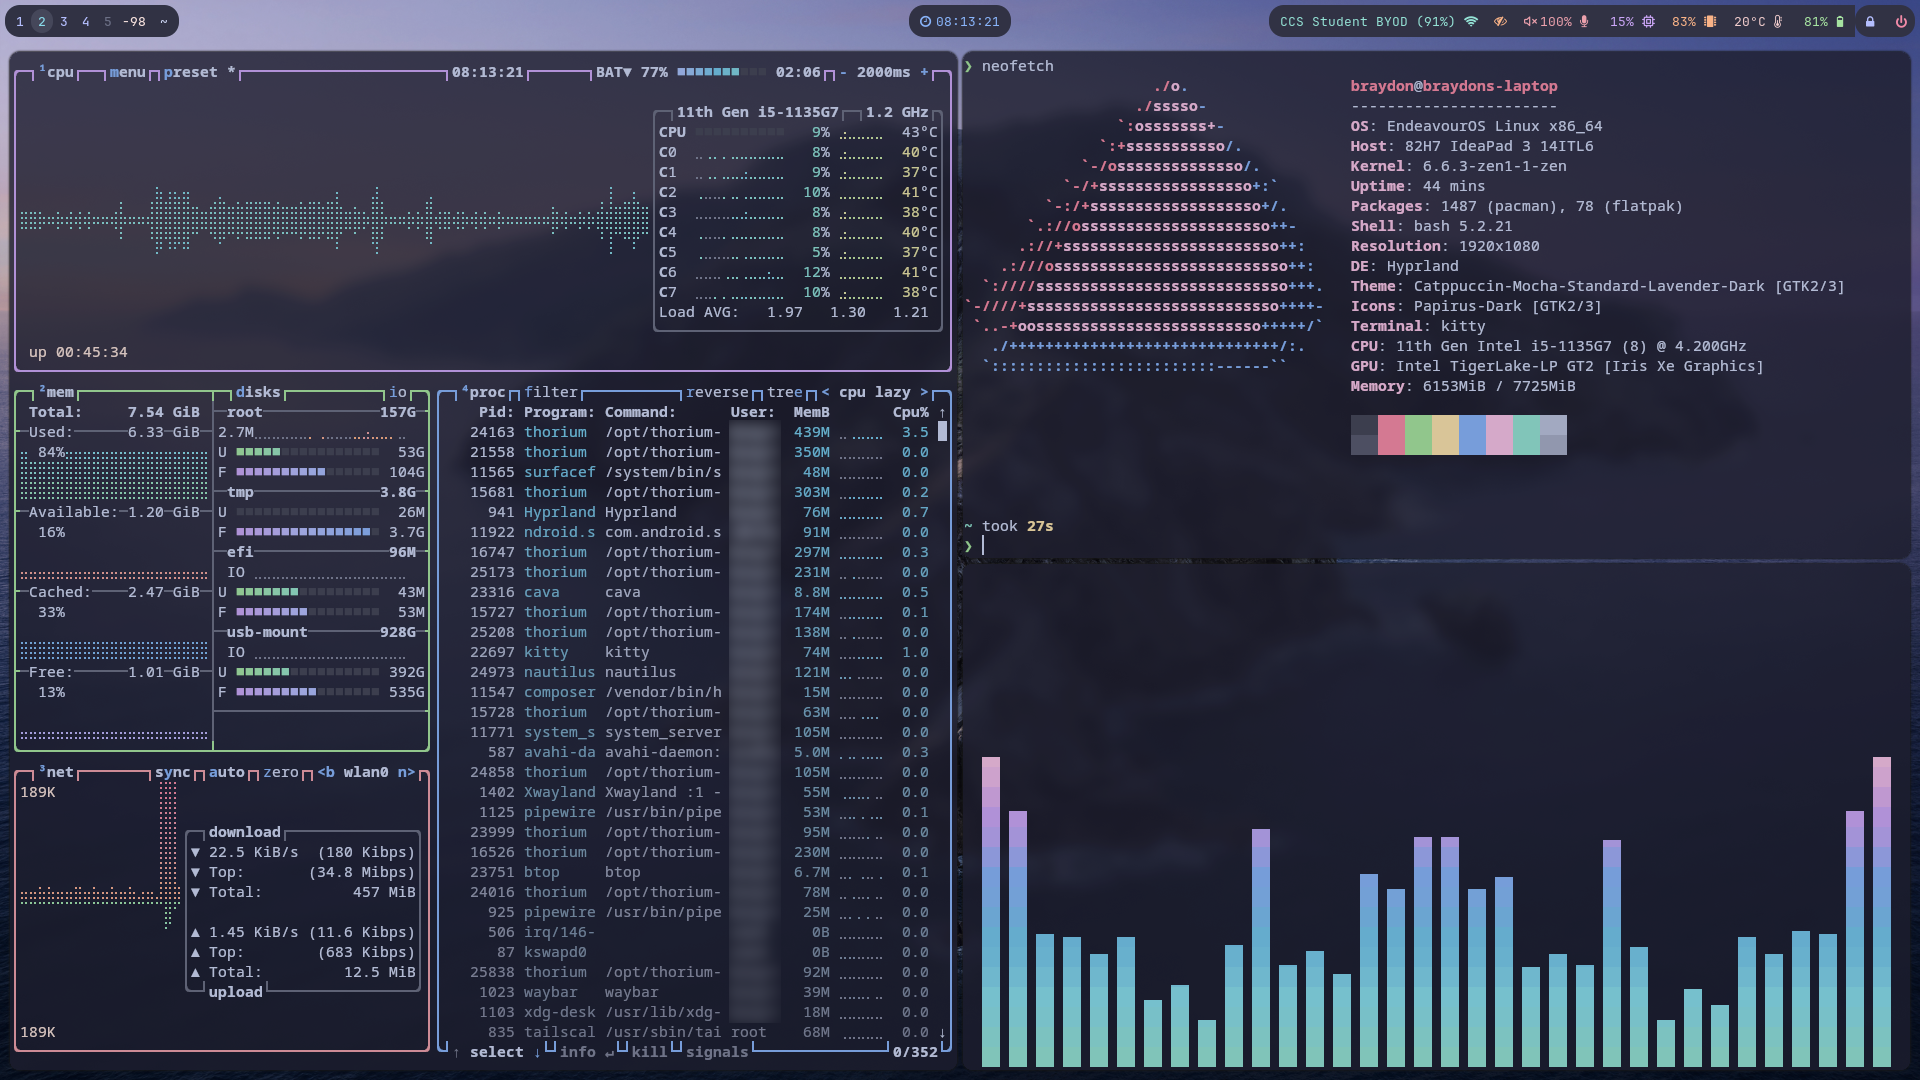 1 2 3 4 5 -98 ~
08:13:21
CCS Student BYOD (91%) 100% 15% 83% 20°C 81%
¹cpu menu preset * 08:13:21 BAT▼ 77% 02:06 - 2000ms +
11th Gen i5-1135G7 1.2 GHz
CPU 9% 43°C
C0 8% 40°C
C1 9% 37°C
C2 10% 41°C
C3 8% 38°C
C4 8% 40°C
C5 5% 37°C
C6 12% 41°C
C7 10% 38°C
Load AVG: 1.97 1.30 1.21
up 00:45:34
²mem disks io
Total: 7.54 GiB
Used: 6.33 GiB
84%
Available: 1.20 GiB
16%
Cached: 2.47 GiB
33%
Free: 1.01 GiB
13%
root 157G
2.7M
U 53G
F 104G
tmp 3.8G
U 26M
F 3.7G
efi 96M
IO
U 43M
F 53M
usb-mount 928G
IO
U 392G
F 535G
³net sync auto zero <b wlan0 n>
189K
download
▼ 22.5 KiB/s (180 Kibps)
▼ Top: (34.8 Mibps)
▼ Total: 457 MiB
▲ 1.45 KiB/s (11.6 Kibps)
▲ Top: (683 Kibps)
▲ Total: 12.5 MiB
upload
189K
⁴proc filter reverse tree < cpu lazy >
Pid: Program: Command: User: MemB Cpu% ↑
24163 thorium /opt/thorium- 439M 3.5
21558 thorium /opt/thorium- 350M 0.0
11565 surfacef /system/bin/s 48M 0.0
15681 thorium /opt/thorium- 303M 0.2
941 Hyprland Hyprland 76M 0.7
11922 ndroid.s com.android.s 91M 0.0
16747 thorium /opt/thorium- 297M 0.3
25173 thorium /opt/thorium- 231M 0.0
23316 cava cava 8.8M 0.5
15727 thorium /opt/thorium- 174M 0.1
25208 thorium /opt/thorium- 138M 0.0
22697 kitty kitty 74M 1.0
24973 nautilus nautilus 121M 0.0
11547 composer /vendor/bin/h 15M 0.0
15728 thorium /opt/thorium- 63M 0.0
11771 system_s system_server 105M 0.0
587 avahi-da avahi-daemon: 5.0M 0.3
24858 thorium /opt/thorium- 105M 0.0
1402 Xwayland Xwayland :1 - 55M 0.0
1125 pipewire /usr/bin/pipe 53M 0.1
23999 thorium /opt/thorium- 95M 0.0
16526 thorium /opt/thorium- 230M 0.0
23751 btop btop 6.7M 0.1
24016 thorium /opt/thorium- 78M 0.0
925 pipewire /usr/bin/pipe 25M 0.0
506 irq/146- 0B 0.0
87 kswapd0 0B 0.0
25838 thorium /opt/thorium- 92M 0.0
1023 waybar waybar 39M 0.0
1103 xdg-desk /usr/lib/xdg- 18M 0.0
835 tailscal /usr/sbin/tai root 68M 0.0 ↓
↑ select ↓ info ↵ kill signals 0/352
❯ neofetch
./o.
./sssso-
`:osssssss+-
`:+sssssssssso/.
`-/ossssssssssssso/.
`-/+sssssssssssssssso+:`
`-:/+sssssssssssssssssso+/.
`.://osssssssssssssssssssso++-
.://+ssssssssssssssssssssssso++:
.:///ossssssssssssssssssssssssso++:
`:////ssssssssssssssssssssssssssso+++.
`-////+ssssssssssssssssssssssssssso++++-
`..-+oosssssssssssssssssssssssso+++++/`
./++++++++++++++++++++++++++++++/:.
`:::::::::::::::::::::::::------``
braydon@braydons-laptop
-----------------------
OS: EndeavourOS Linux x86_64
Host: 82H7 IdeaPad 3 14ITL6
Kernel: 6.6.3-zen1-1-zen
Uptime: 44 mins
Packages: 1487 (pacman), 78 (flatpak)
Shell: bash 5.2.21
Resolution: 1920x1080
DE: Hyprland
Theme: Catppuccin-Mocha-Standard-Lavender-Dark [GTK2/3]
Icons: Papirus-Dark [GTK2/3]
Terminal: kitty
CPU: 11th Gen Intel i5-1135G7 (8) @ 4.200GHz
GPU: Intel TigerLake-LP GT2 [Iris Xe Graphics]
Memory: 6153MiB / 7725MiB
~ took 27s
❯